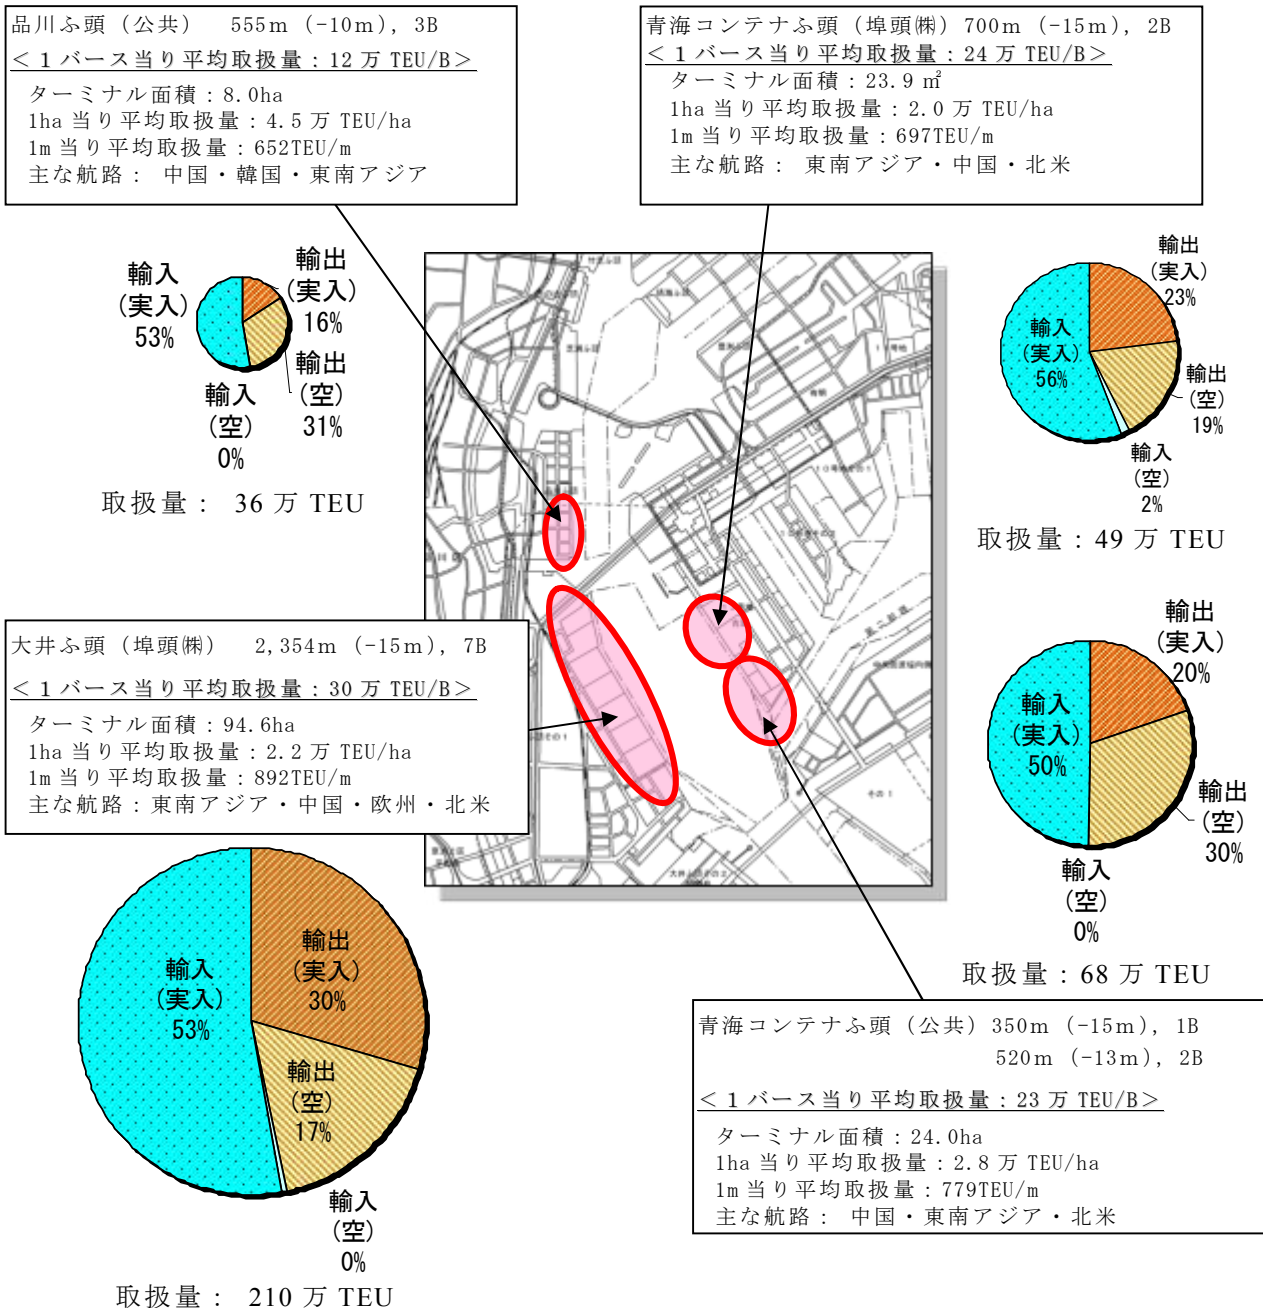 品川ふ頭（公共） 555m（-10m），3B
＜1バース当り平均取扱量：12万TEU/B＞
ターミナル面積：8.0ha
1ha当り平均取扱量：4.5万TEU/ha
1m当り平均取扱量：652TEU/m
主な航路： 中国・韓国・東南アジア
青海コンテナふ頭（埠頭㈱）700m（-15m），2B
＜1バース当り平均取扱量：24万TEU/B＞
ターミナル面積：23.9㎡
1ha当り平均取扱量：2.0万TEU/ha
1m当り平均取扱量：697TEU/m
主な航路： 東南アジア・中国・北米
輸入
(実入)
53%
輸出
(実入)
16%
輸出
(空)
31%
輸入
(空)
0%
取扱量： 36万TEU
輸出
(実入)
23%
輸入
(実入)
56%
輸出
(空)
19%
輸入
(空)
2%
取扱量：49万TEU
大井ふ頭（埠頭㈱） 2,354m（-15m），7B
＜1バース当り平均取扱量：30万TEU/B＞
ターミナル面積：94.6ha
1ha当り平均取扱量：2.2万TEU/ha
1m当り平均取扱量：892TEU/m
主な航路：東南アジア・中国・欧州・北米
輸出
(実入)
20%
輸入
(実入)
50%
輸出
(空)
30%
輸入
(空)
0%
取扱量：68万TEU
輸入
(実入)
53%
輸出
(実入)
30%
輸出
(空)
17%
輸入
(空)
0%
取扱量： 210万TEU
青海コンテナふ頭（公共）350m（-15m），1B
520m（-13m），2B
＜1バース当り平均取扱量：23万TEU/B＞
ターミナル面積：24.0ha
1ha当り平均取扱量：2.8万TEU/ha
1m当り平均取扱量：779TEU/m
主な航路： 中国・東南アジア・北米